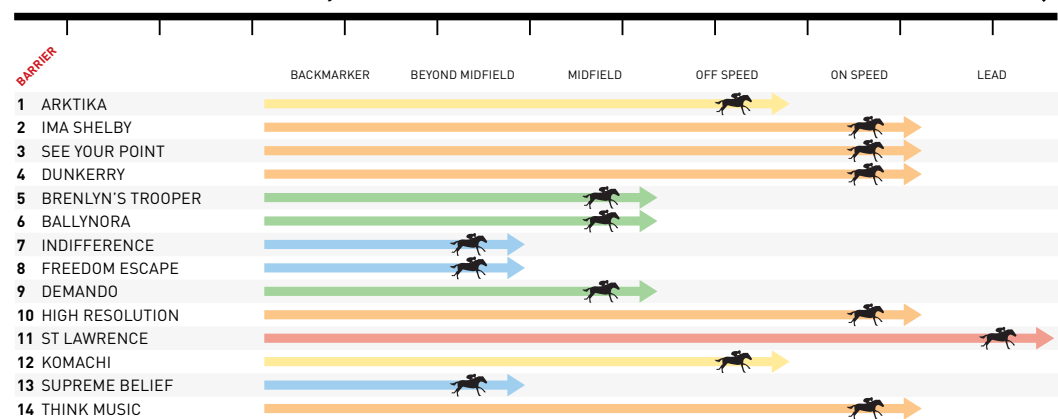 BARRIER
BACKMARKER BEYOND MIDFIELD MIDFIELD OFF SPEED ON SPEED LEAD
1 ARKTIKA
2 IMA SHELBY
3 SEE YOUR POINT
4 DUNKERRY
5 BRENLYN'S TROOPER
6 BALLYNORA
7 INDIFFERENCE
8 FREEDOM ESCAPE
9 DEMANDO
10 HIGH RESOLUTION
11 ST LAWRENCE
12 KOMACHI
13 SUPREME BELIEF
14 THINK MUSIC